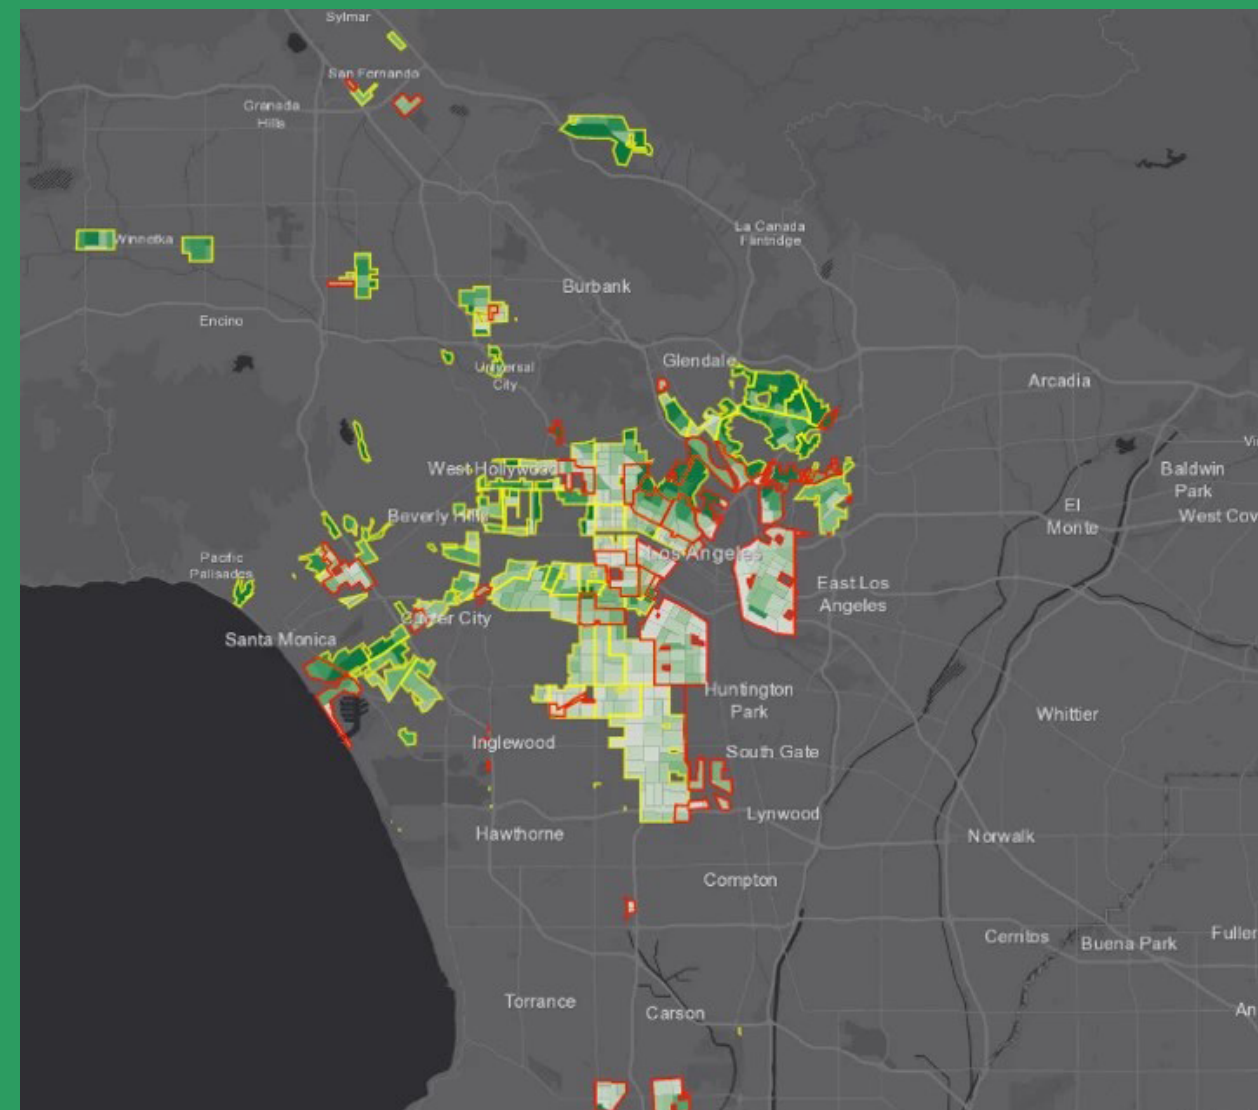 Sylmar
San Fernando
Granada
Hills
La Canada
Flintridge
Winnetka
Burbank
Encino
Glendale
Universal
City
Arcadia
West Hollywood
Baldwin
Park
El
Monte
Beverly Hills
West Cov
Los Angeles
Pacific
Palisades
East Los
Angeles
Culver City
Santa Monica
Huntington
Park
Whittier
Inglewood
South Gate
Lynwood
Hawthorne
Norwalk
Compton
Cerritos
Buena Park
Fuller
Torrance
Carson
An